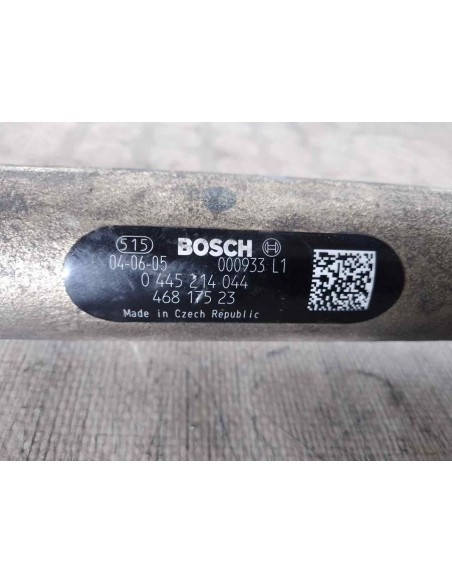 515 BOSCH
04-06-05 000933 L1
0 445 214 044
468 175 23
Made in Czech Republic